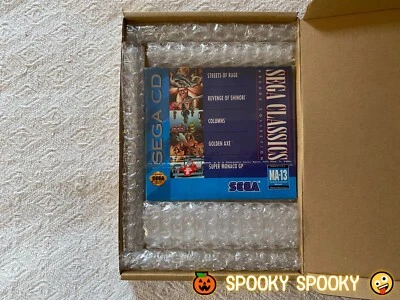 SEGA CD
STREETS OF RAGE
REVENGE OF SHINOBI
COLUMNS
GOLDEN AXE
SUPER MONACO GP
SEGA CLASSICS
SEGA
MA-13
SPOOKY SPOOKY